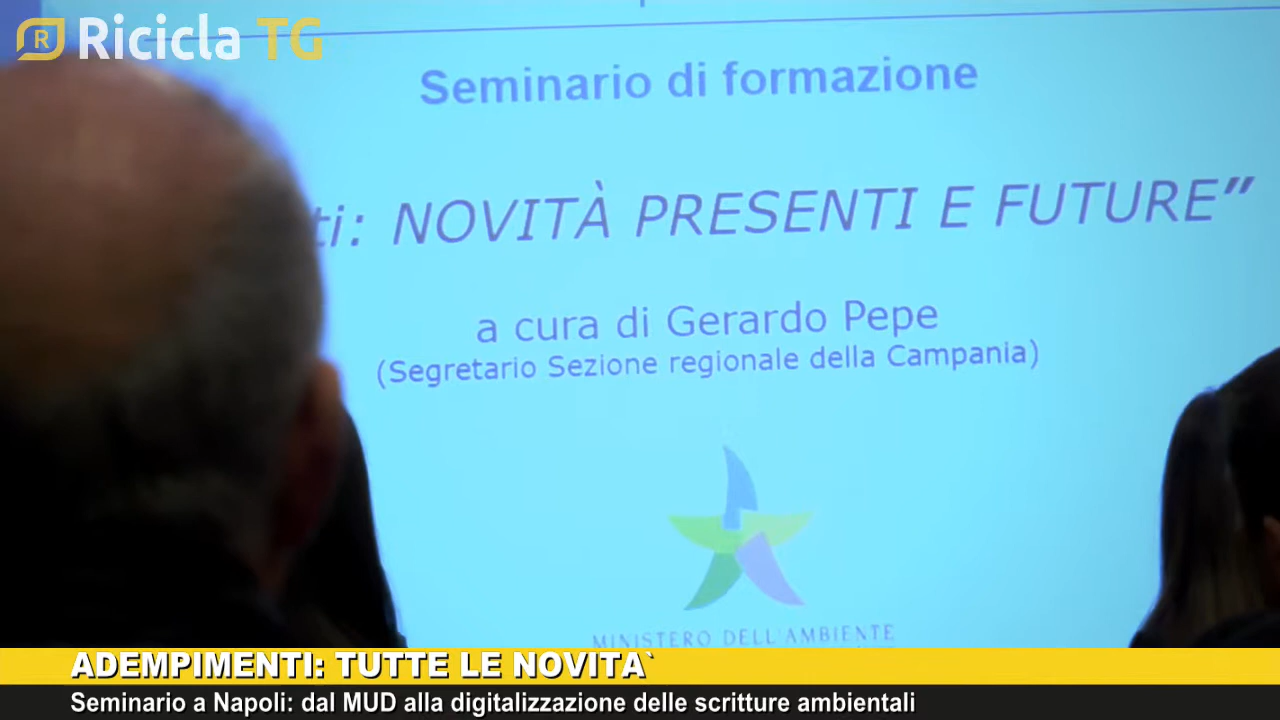 R Ricicla TG
Seminario di formazione
ti: NOVITÀ PRESENTI E FUTURE”
a cura di Gerardo Pepe
(Segretario Sezione regionale della Campania)
MINISTERO DELL'AMBIENTE
ADEMPIMENTI: TUTTE LE NOVITA`
Seminario a Napoli: dal MUD alla digitalizzazione delle scritture ambientali